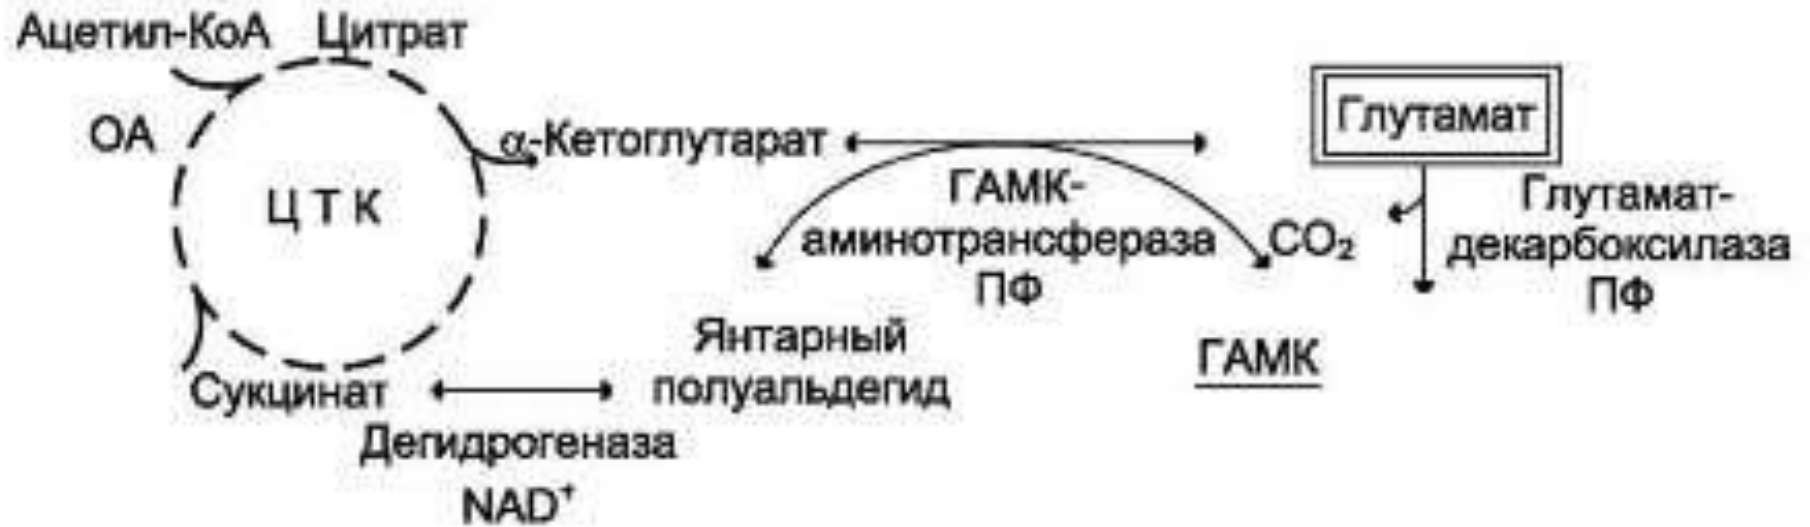 Ацетил-КоА Цитрат
ОА
α-Кетоглутарат
Глутамат
Ц Т К
ГАМК-
аминотрансфераза
ПФ
CO₂
Глутамат-
декарбоксилаза
ПФ
Янтарный
полуальдегид
ГАМК
Сукцинат
Дегидрогеназа
NAD⁺